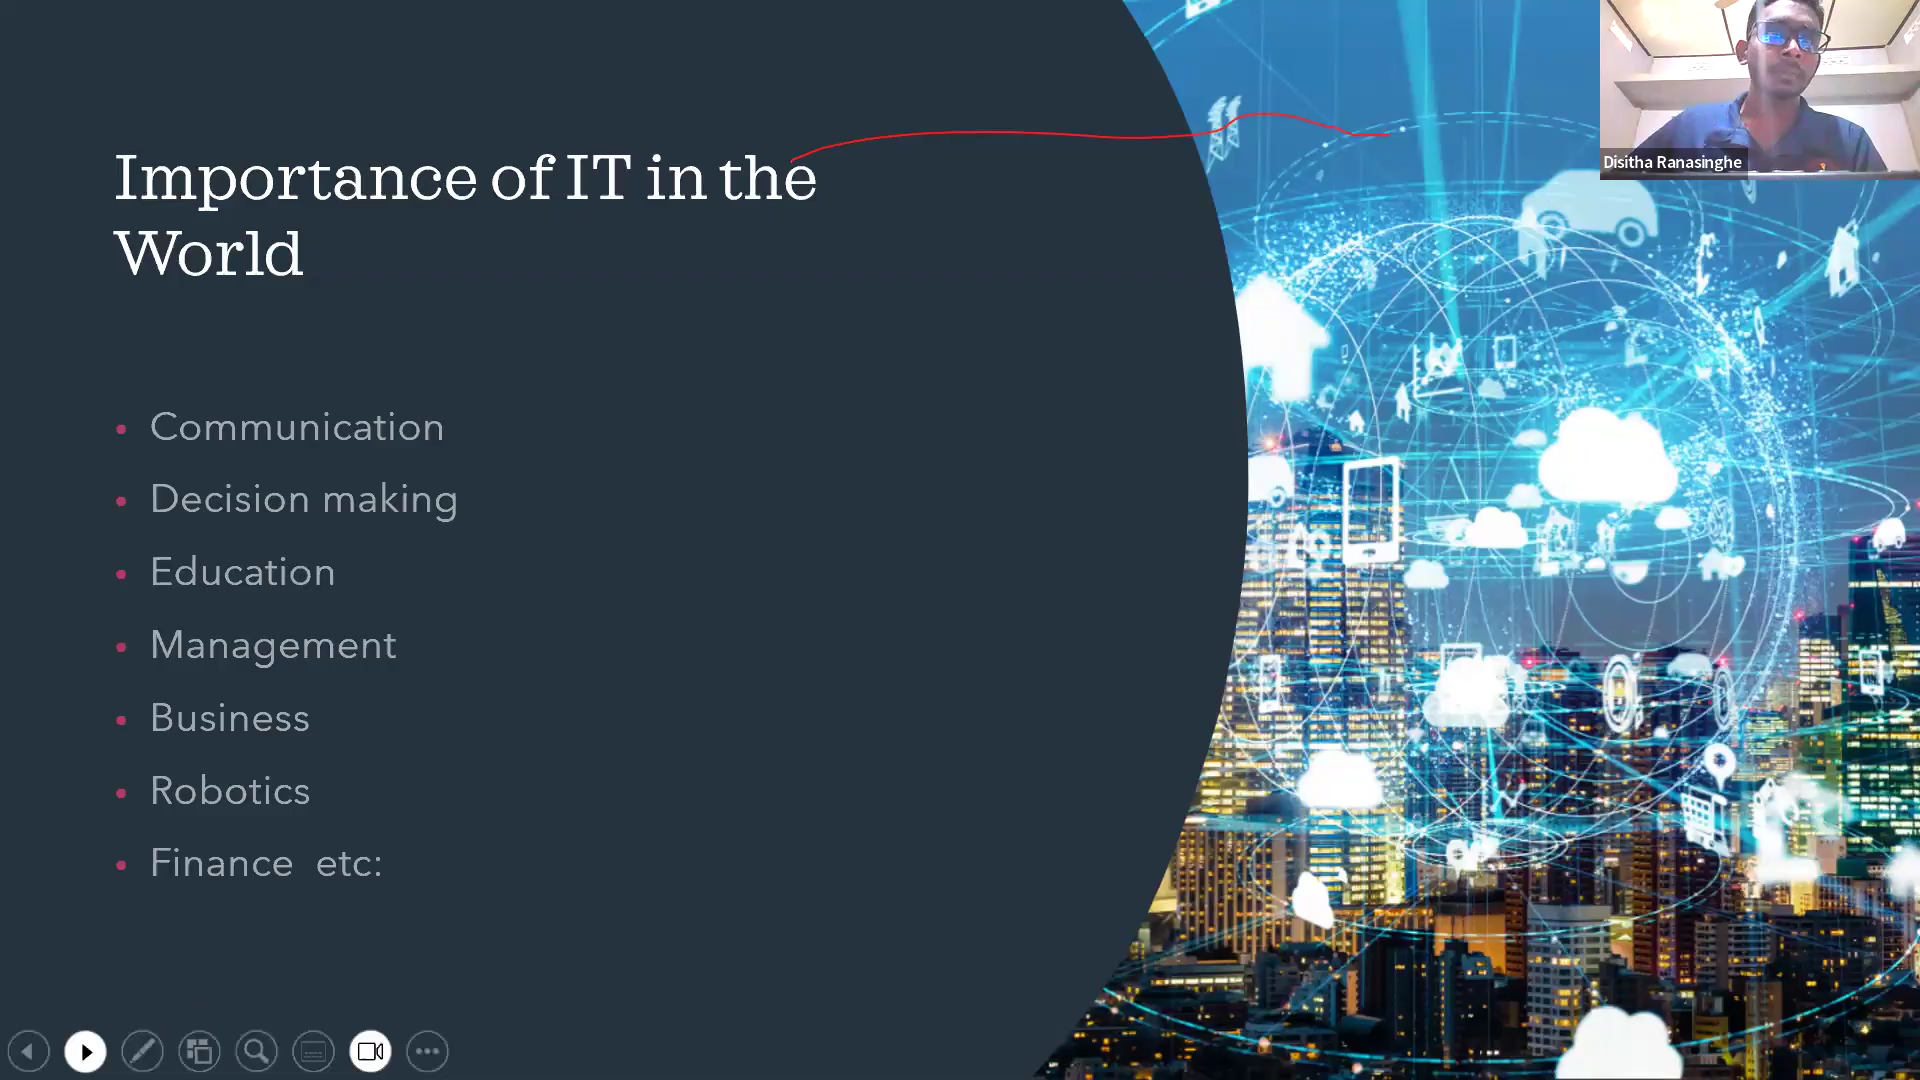 Importance of IT in the
World
• Communication
• Decision making
• Education
• Management
• Business
• Robotics
• Finance etc:
Disitha Ranasinghe